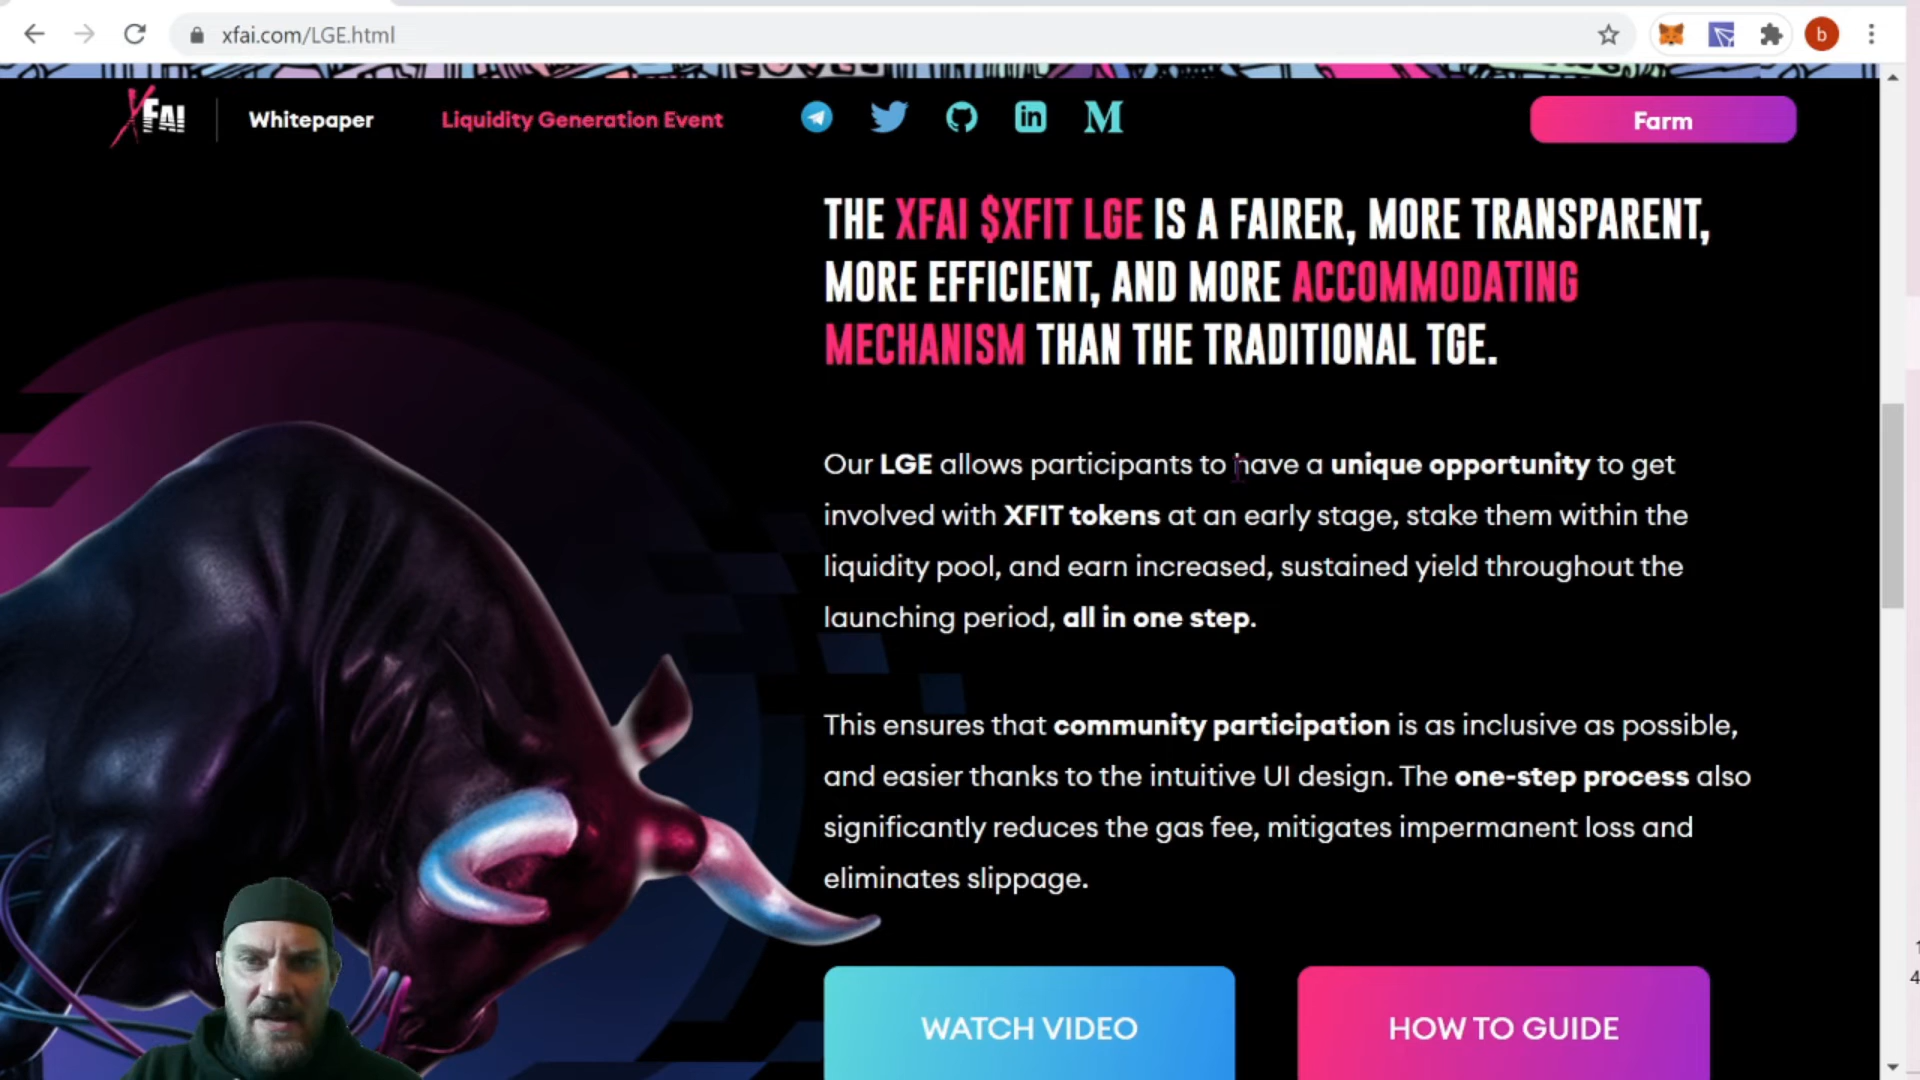 xfai.com/LGE.html
b
XFAI
Whitepaper
Liquidity Generation Event
in
M
Farm
THE XFAI $XFIT LGE IS A FAIRER, MORE TRANSPARENT,
MORE EFFICIENT, AND MORE ACCOMMODATING
MECHANISM THAN THE TRADITIONAL TGE.
Our LGE allows participants to have a unique opportunity to get
involved with XFIT tokens at an early stage, stake them within the
liquidity pool, and earn increased, sustained yield throughout the
launching period, all in one step.
This ensures that community participation is as inclusive as possible,
and easier thanks to the intuitive UI design. The one-step process also
significantly reduces the gas fee, mitigates impermanent loss and
eliminates slippage.
WATCH VIDEO
HOW TO GUIDE